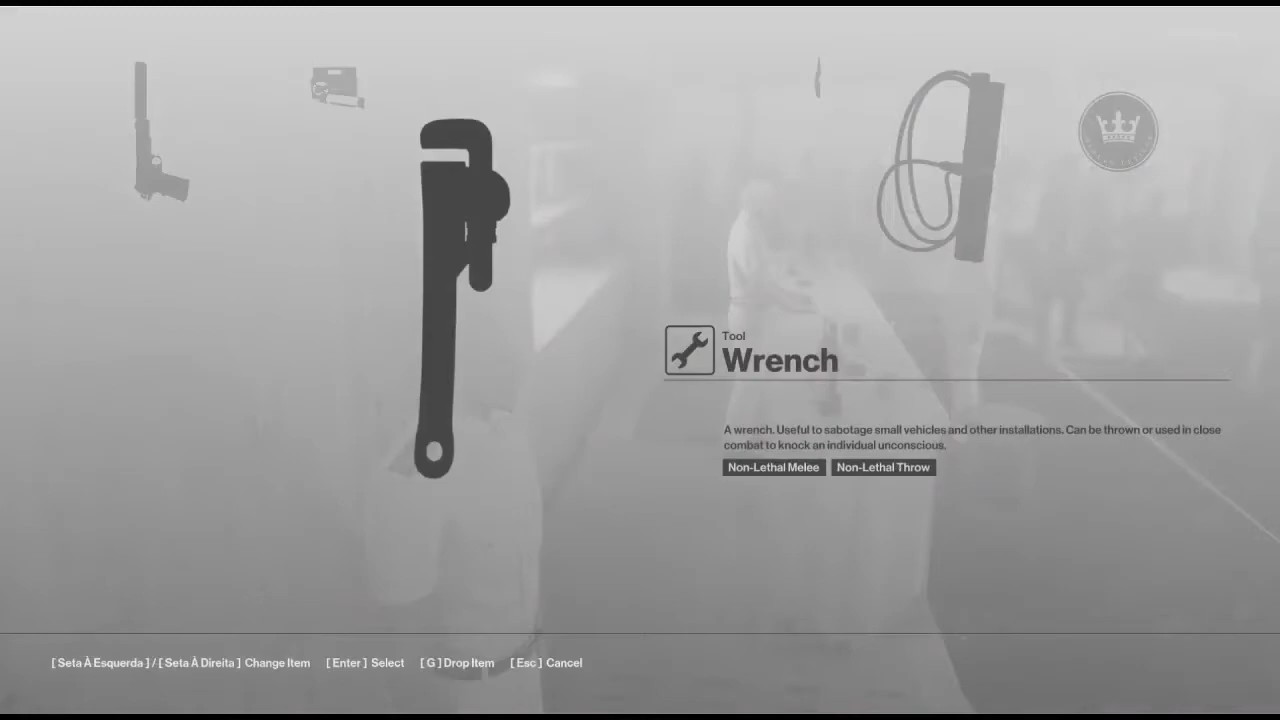 Tool
Wrench
A wrench. Useful to sabotage small vehicles and other installations. Can be thrown or used in close
combat to knock an individual unconscious.
Non-Lethal Melee Non-Lethal Throw
[ Seta À Esquerda ] / [ Seta À Direita ] Change Item [ Enter ] Select [ G ] Drop Item [ Esc ] Cancel